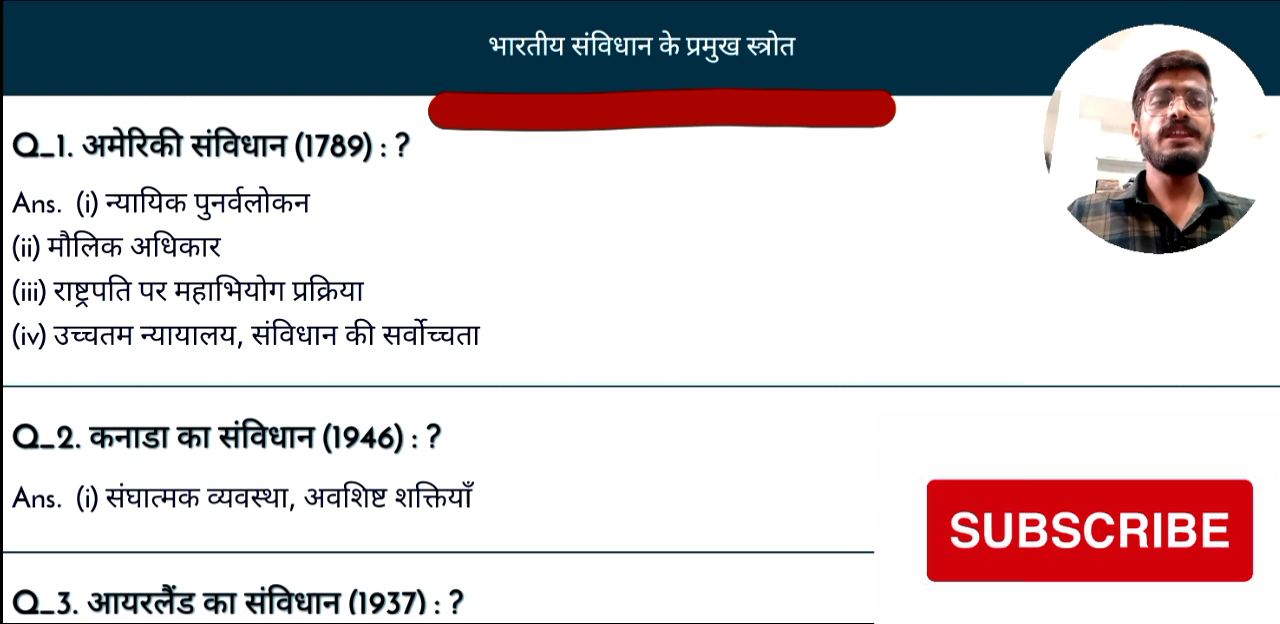 भारतीय संविधान के प्रमुख स्त्रोत
Q_1. अमेरिकी संविधान (1789) : ?
Ans. (i) न्यायिक पुनर्वलोकन
(ii) मौलिक अधिकार
(iii) राष्ट्रपति पर महाभियोग प्रक्रिया
(iv) उच्चतम न्यायालय, संविधान की सर्वोच्चता
Q_2. कनाडा का संविधान (1946) : ?
Ans. (i) संघात्मक व्यवस्था, अवशिष्ट शक्तियाँ
SUBSCRIBE
Q_3. आयरलैंड का संविधान (1937) : ?